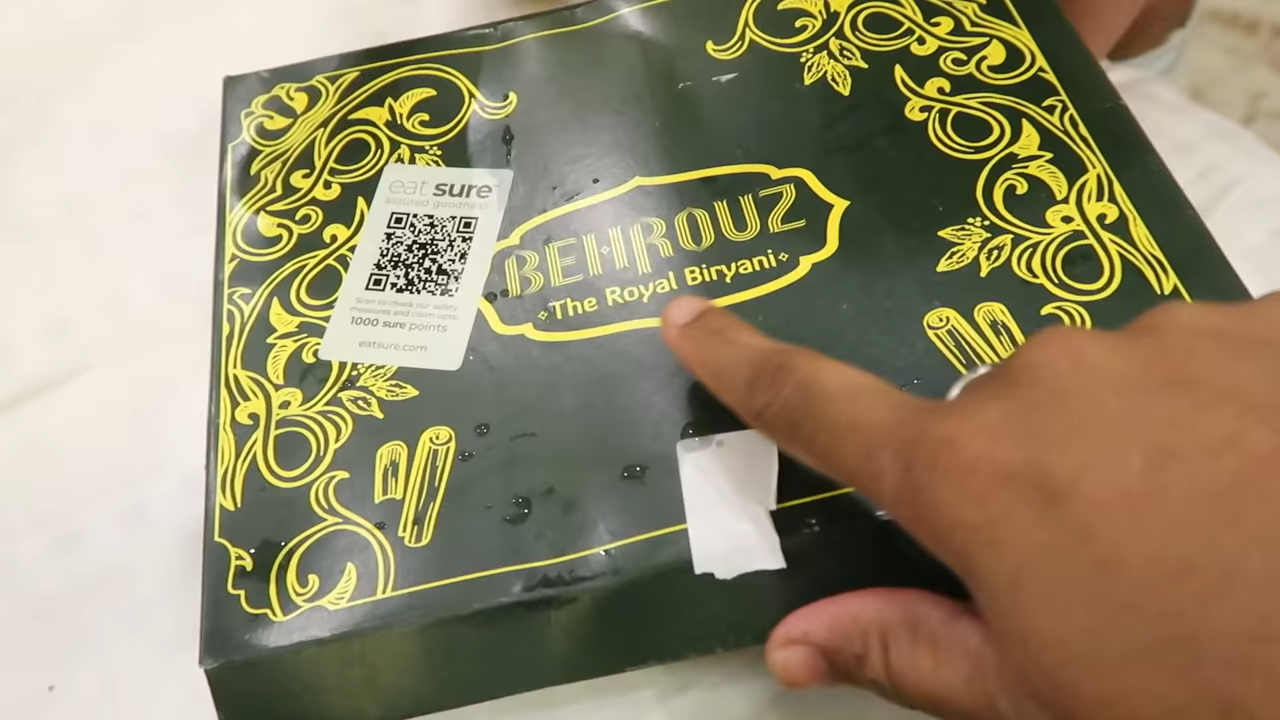 eat sure
assured goodness
Scan to check our safety
measures and claim upto
1000 sure points
eatsure.com
BEHROUZ
The Royal Biryani